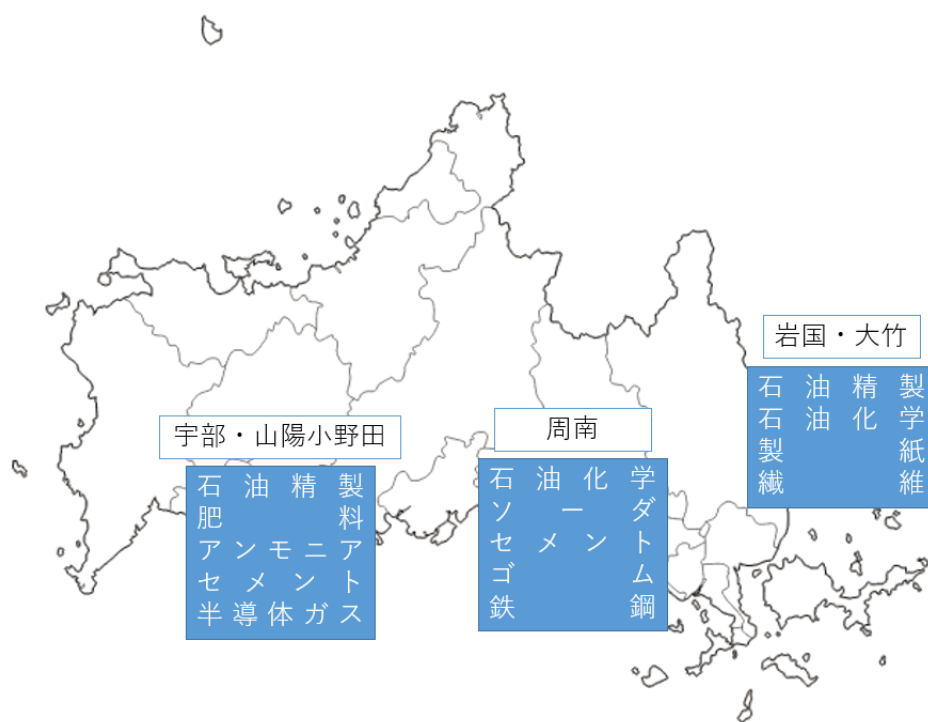 岩国・大竹
石油精製
石油化学
製紙
繊維
宇部・山陽小野田
石油精製
肥料
アンモニア
セメント
半導体ガス
周南
石油化学
ソーダ
セメント
ゴム
鉄鋼